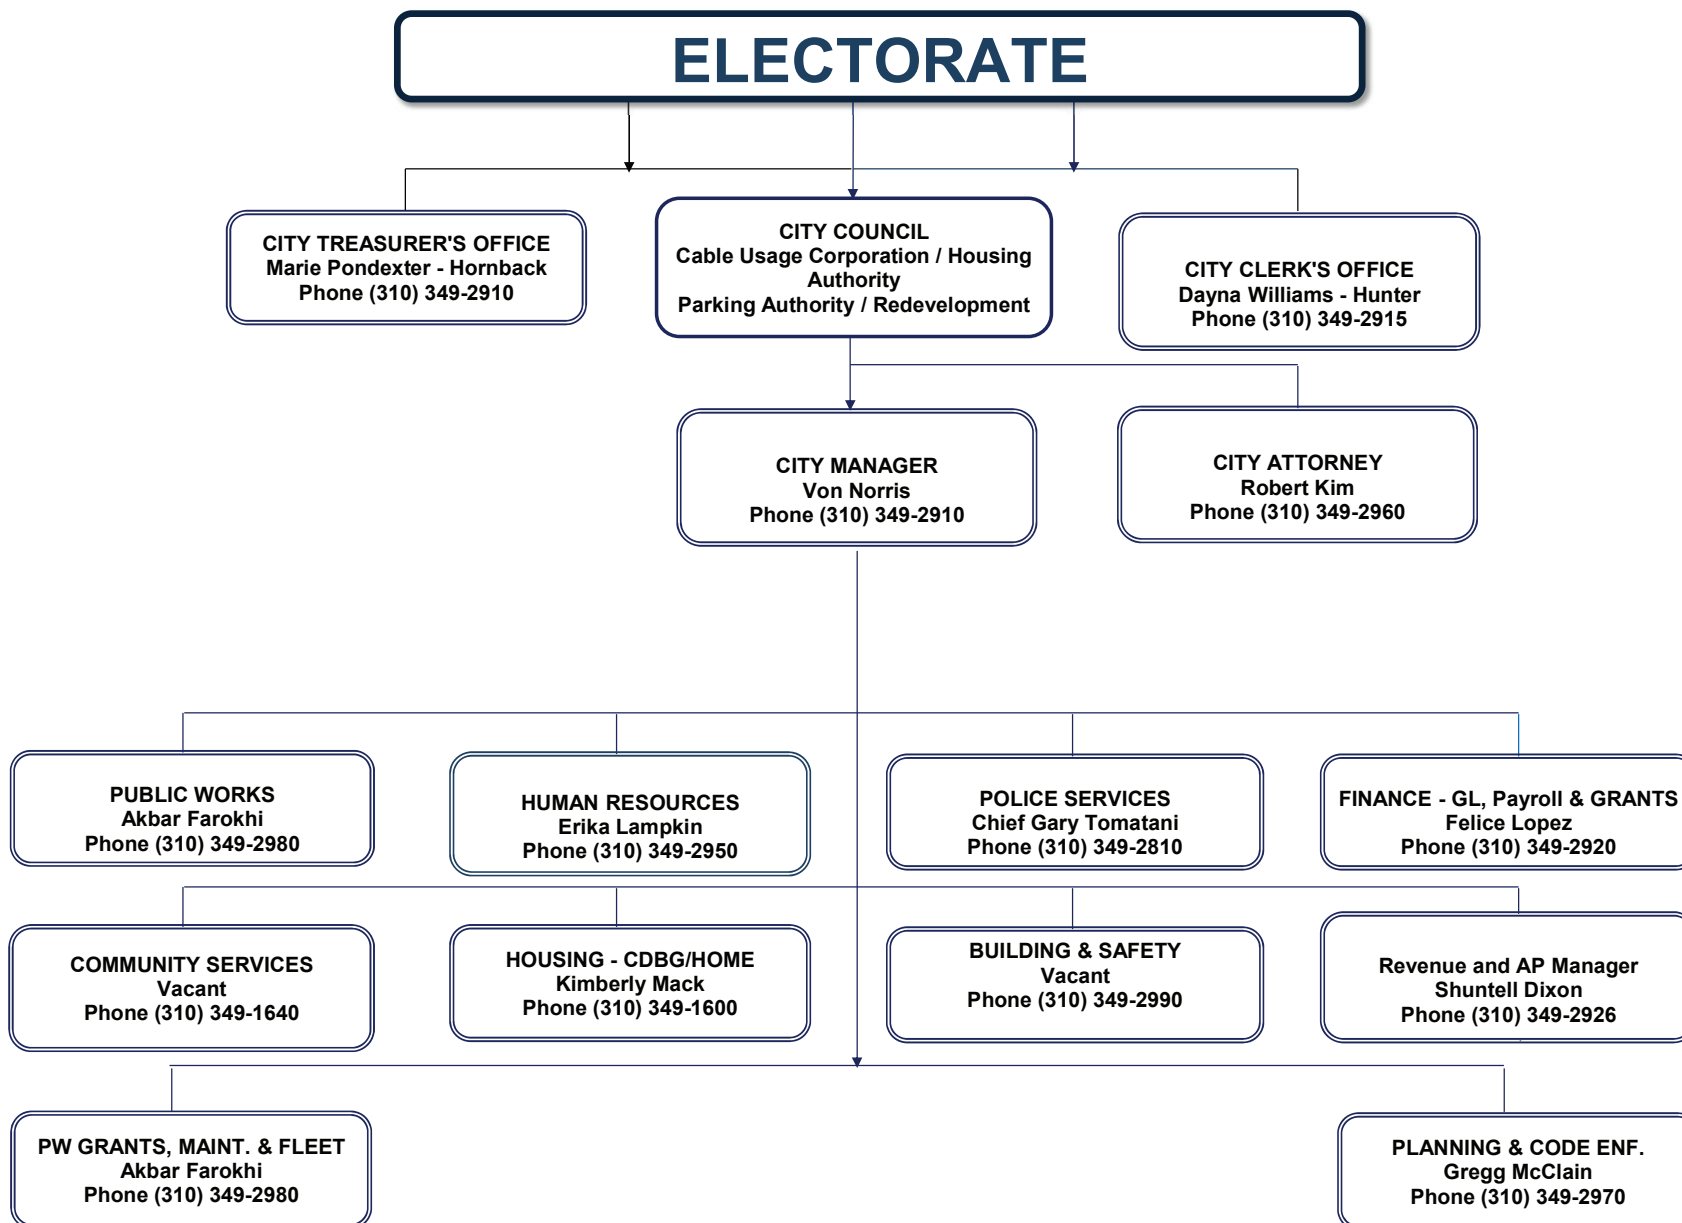 ELECTORATE
CITY TREASURER'S OFFICE
Marie Pondexter - Hornback
Phone (310) 349-2910
CITY COUNCIL
Cable Usage Corporation / Housing
Authority
Parking Authority / Redevelopment
CITY CLERK'S OFFICE
Dayna Williams - Hunter
Phone (310) 349-2915
CITY MANAGER
Von Norris
Phone (310) 349-2910
CITY ATTORNEY
Robert Kim
Phone (310) 349-2960
PUBLIC WORKS
Akbar Farokhi
Phone (310) 349-2980
HUMAN RESOURCES
Erika Lampkin
Phone (310) 349-2950
POLICE SERVICES
Chief Gary Tomatani
Phone (310) 349-2810
FINANCE - GL, Payroll & GRANTS
Felice Lopez
Phone (310) 349-2920
COMMUNITY SERVICES
Vacant
Phone (310) 349-1640
HOUSING - CDBG/HOME
Kimberly Mack
Phone (310) 349-1600
BUILDING & SAFETY
Vacant
Phone (310) 349-2990
Revenue and AP Manager
Shuntell Dixon
Phone (310) 349-2926
PW GRANTS, MAINT. & FLEET
Akbar Farokhi
Phone (310) 349-2980
PLANNING & CODE ENF.
Gregg McClain
Phone (310) 349-2970